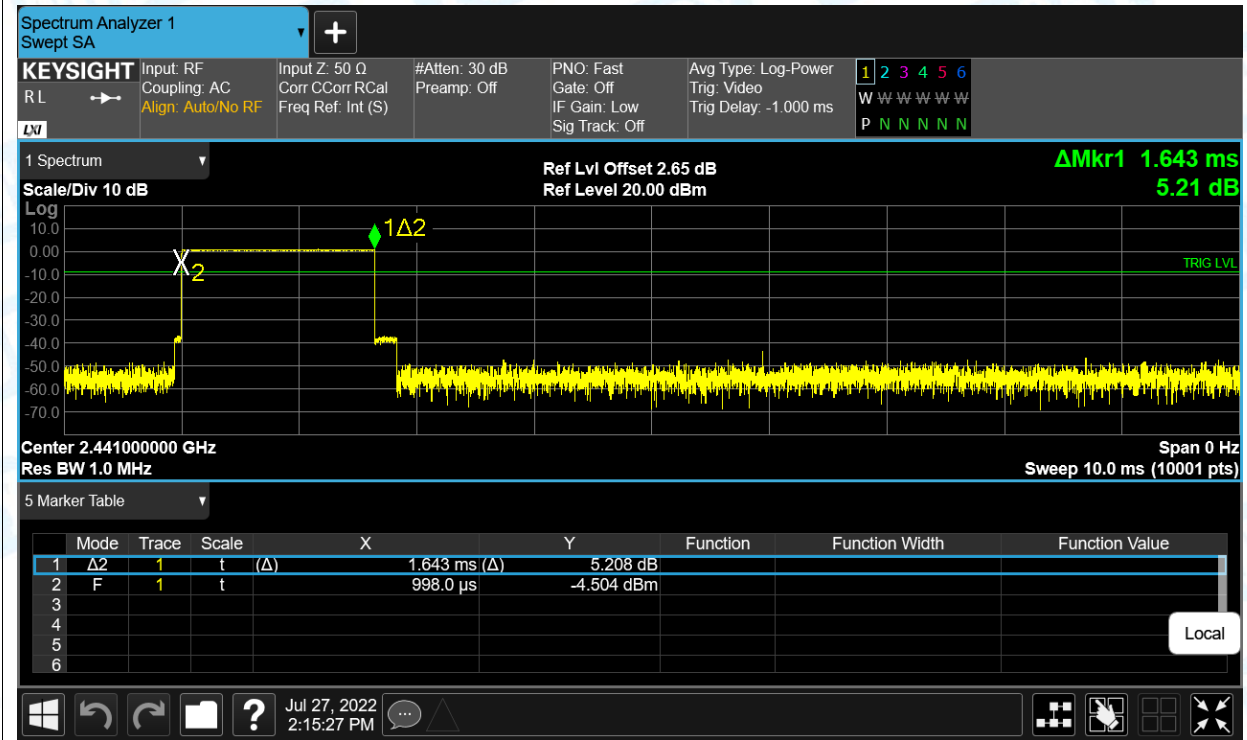 Spectrum Analyzer 1
Swept SA
KEYSIGHT Input: RF Input Z: 50 Ω #Atten: 30 dB PNO: Fast Avg Type: Log-Power 1 2 3 4 5 6
RL Coupling: AC Corr CCorr RCal Preamp: Off Gate: Off Trig: Video W W W W W W
Align: Auto/No RF Freq Ref: Int (S) IF Gain: Low Trig Delay: -1.000 ms
LXI Sig Track: Off P N N N N N
1 Spectrum Ref Lvl Offset 2.65 dB ΔMkr1 1.643 ms
Scale/Div 10 dB Ref Level 20.00 dBm 5.21 dB
Log
10.0 1Δ2
0.00
2 TRIG LVL
-10.0
-20.0
-30.0
-40.0
-50.0
-60.0
-70.0
Center 2.441000000 GHz Span 0 Hz
Res BW 1.0 MHz Sweep 10.0 ms (10001 pts)
5 Marker Table
Mode Trace Scale X Y Function Function Width Function Value
1 Δ2 1 t (Δ) 1.643 ms (Δ) 5.208 dB
2 F 1 t 998.0 µs -4.504 dBm
3
4
5
6
Local
? Jul 27, 2022
2:15:27 PM